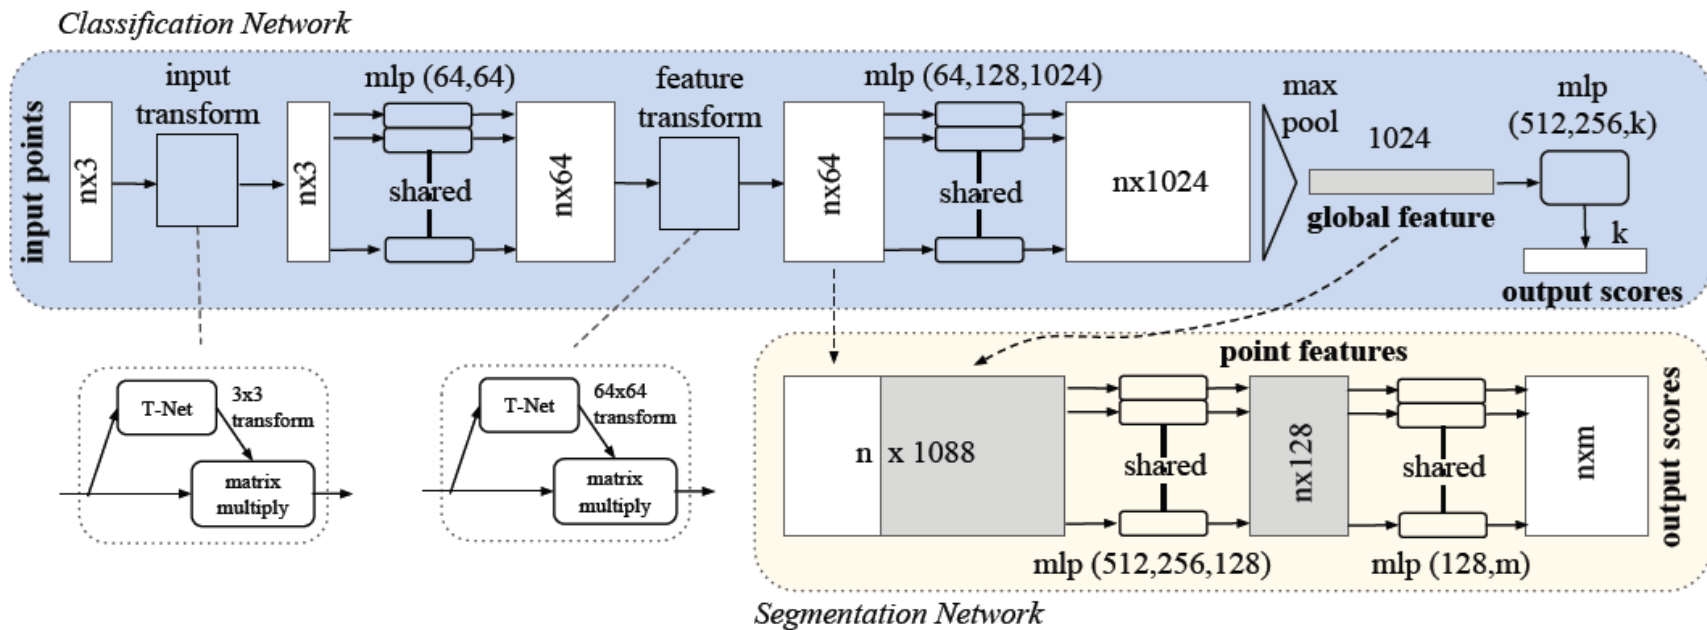 Classification Network
input points
nx3
input
transform
nx3
mlp (64,64)
shared
nx64
feature
transform
nx64
mlp (64,128,1024)
shared
nx1024
max
pool
1024
global feature
mlp
(512,256,k)
k
output scores
T-Net
3x3
transform
matrix
multiply
T-Net
64x64
transform
matrix
multiply
point features
n x 1088
shared
mlp (512,256,128)
nx128
shared
mlp (128,m)
nxm
output scores
Segmentation Network